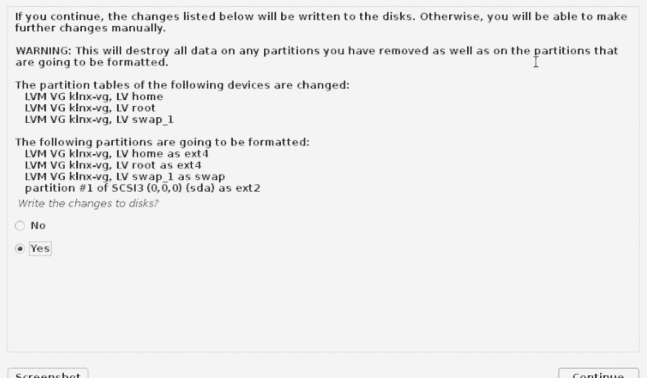 If you continue, the changes listed below will be written to the disks. Otherwise, you will be able to make
further changes manually.
WARNING: This will destroy all data on any partitions you have removed as well as on the partitions that
are going to be formatted.
The partition tables of the following devices are changed:
LVM VG klnx-vg, LV home
LVM VG klnx-vg, LV root
LVM VG klnx-vg, LV swap_1
The following partitions are going to be formatted:
LVM VG klnx-vg, LV home as ext4
LVM VG klnx-vg, LV root as ext4
LVM VG klnx-vg, LV swap_1 as swap
partition #1 of SCSI3 (0,0,0) (sda) as ext2
Write the changes to disks?
No
Yes
Screenshot Continue